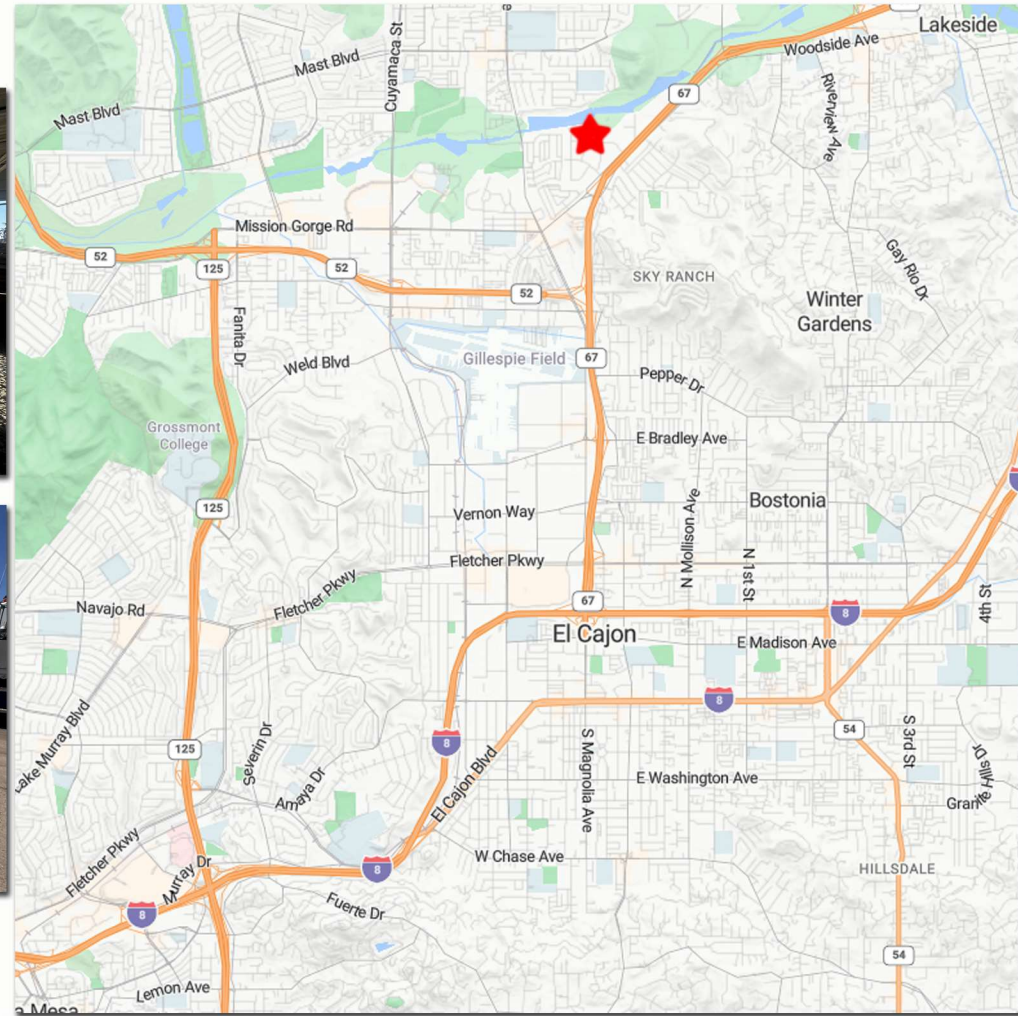 Lakeside
Woodside Ave
Mast Blvd
Cuyamaca St
67
Riverview Ave
Mast Blvd
Mission Gorge Rd
52
125
52
52
Fanita Dr
SKY RANCH
Gay Rio Dr
Winter
Gardens
Weld Blvd
Gillespie Field
67
Pepper Dr
Grossmont
College
E Bradley Ave
Bostonia
125
Vernon Way
N Mollison Ave
N 1st St
Fletcher Pkwy
Fletcher Pkwy
Navajo Rd
67
8
4th St
El Cajon
E Madison Ave
8
54
Lake Murray Blvd
125
Severin Dr
8
El Cajon Blvd
S Magnolia Ave
S 3rd St
Amaya Dr
E Washington Ave
Hills Dr
Fletcher Pkwy
Murray Dr
W Chase Ave
HILLSDALE
8
8
Fuerte Dr
54
Lemon Ave
a Mesa